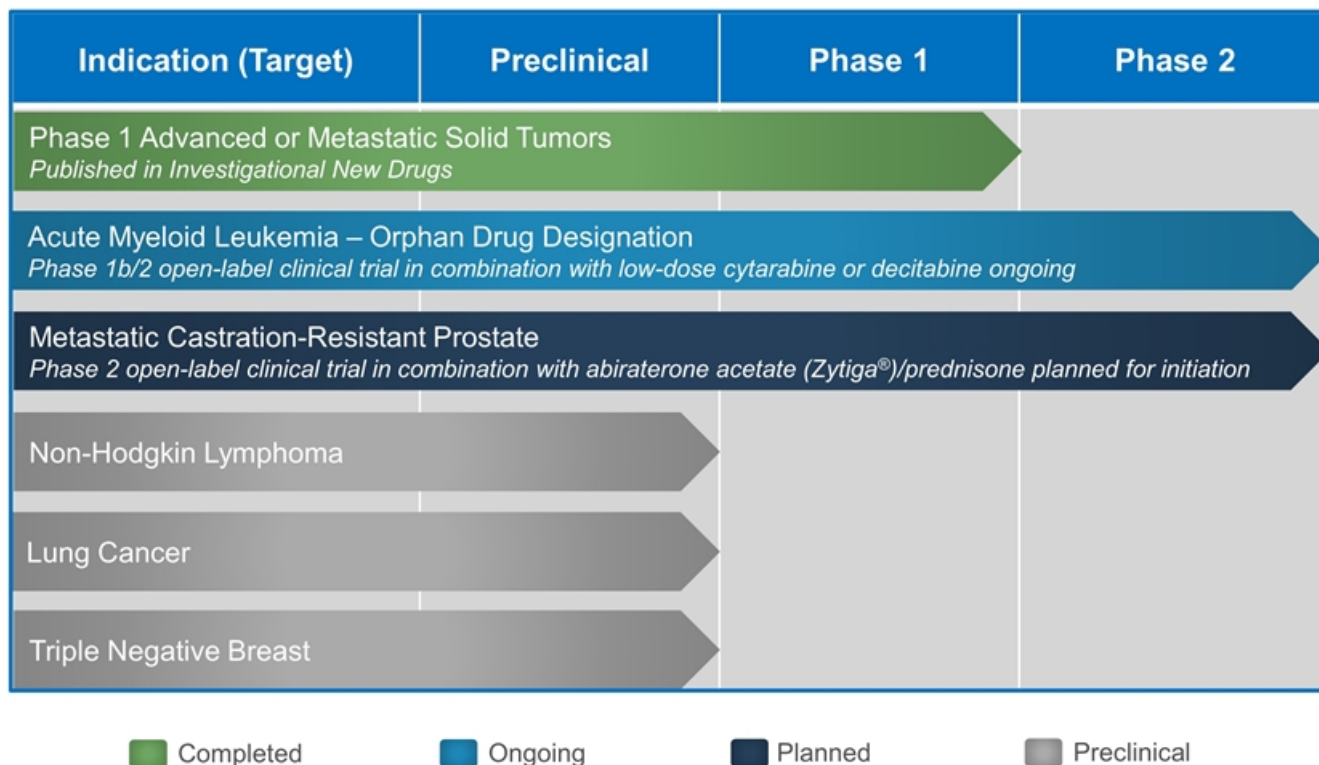 Indication (Target) Preclinical Phase 1 Phase 2
Phase 1 Advanced or Metastatic Solid Tumors
Published in Investigational New Drugs
Acute Myeloid Leukemia – Orphan Drug Designation
Phase 1b/2 open-label clinical trial in combination with low-dose cytarabine or decitabine ongoing
Metastatic Castration-Resistant Prostate
Phase 2 open-label clinical trial in combination with abiraterone acetate (Zytiga®)/prednisone planned for initiation
Non-Hodgkin Lymphoma
Lung Cancer
Triple Negative Breast
Completed Ongoing Planned Preclinical